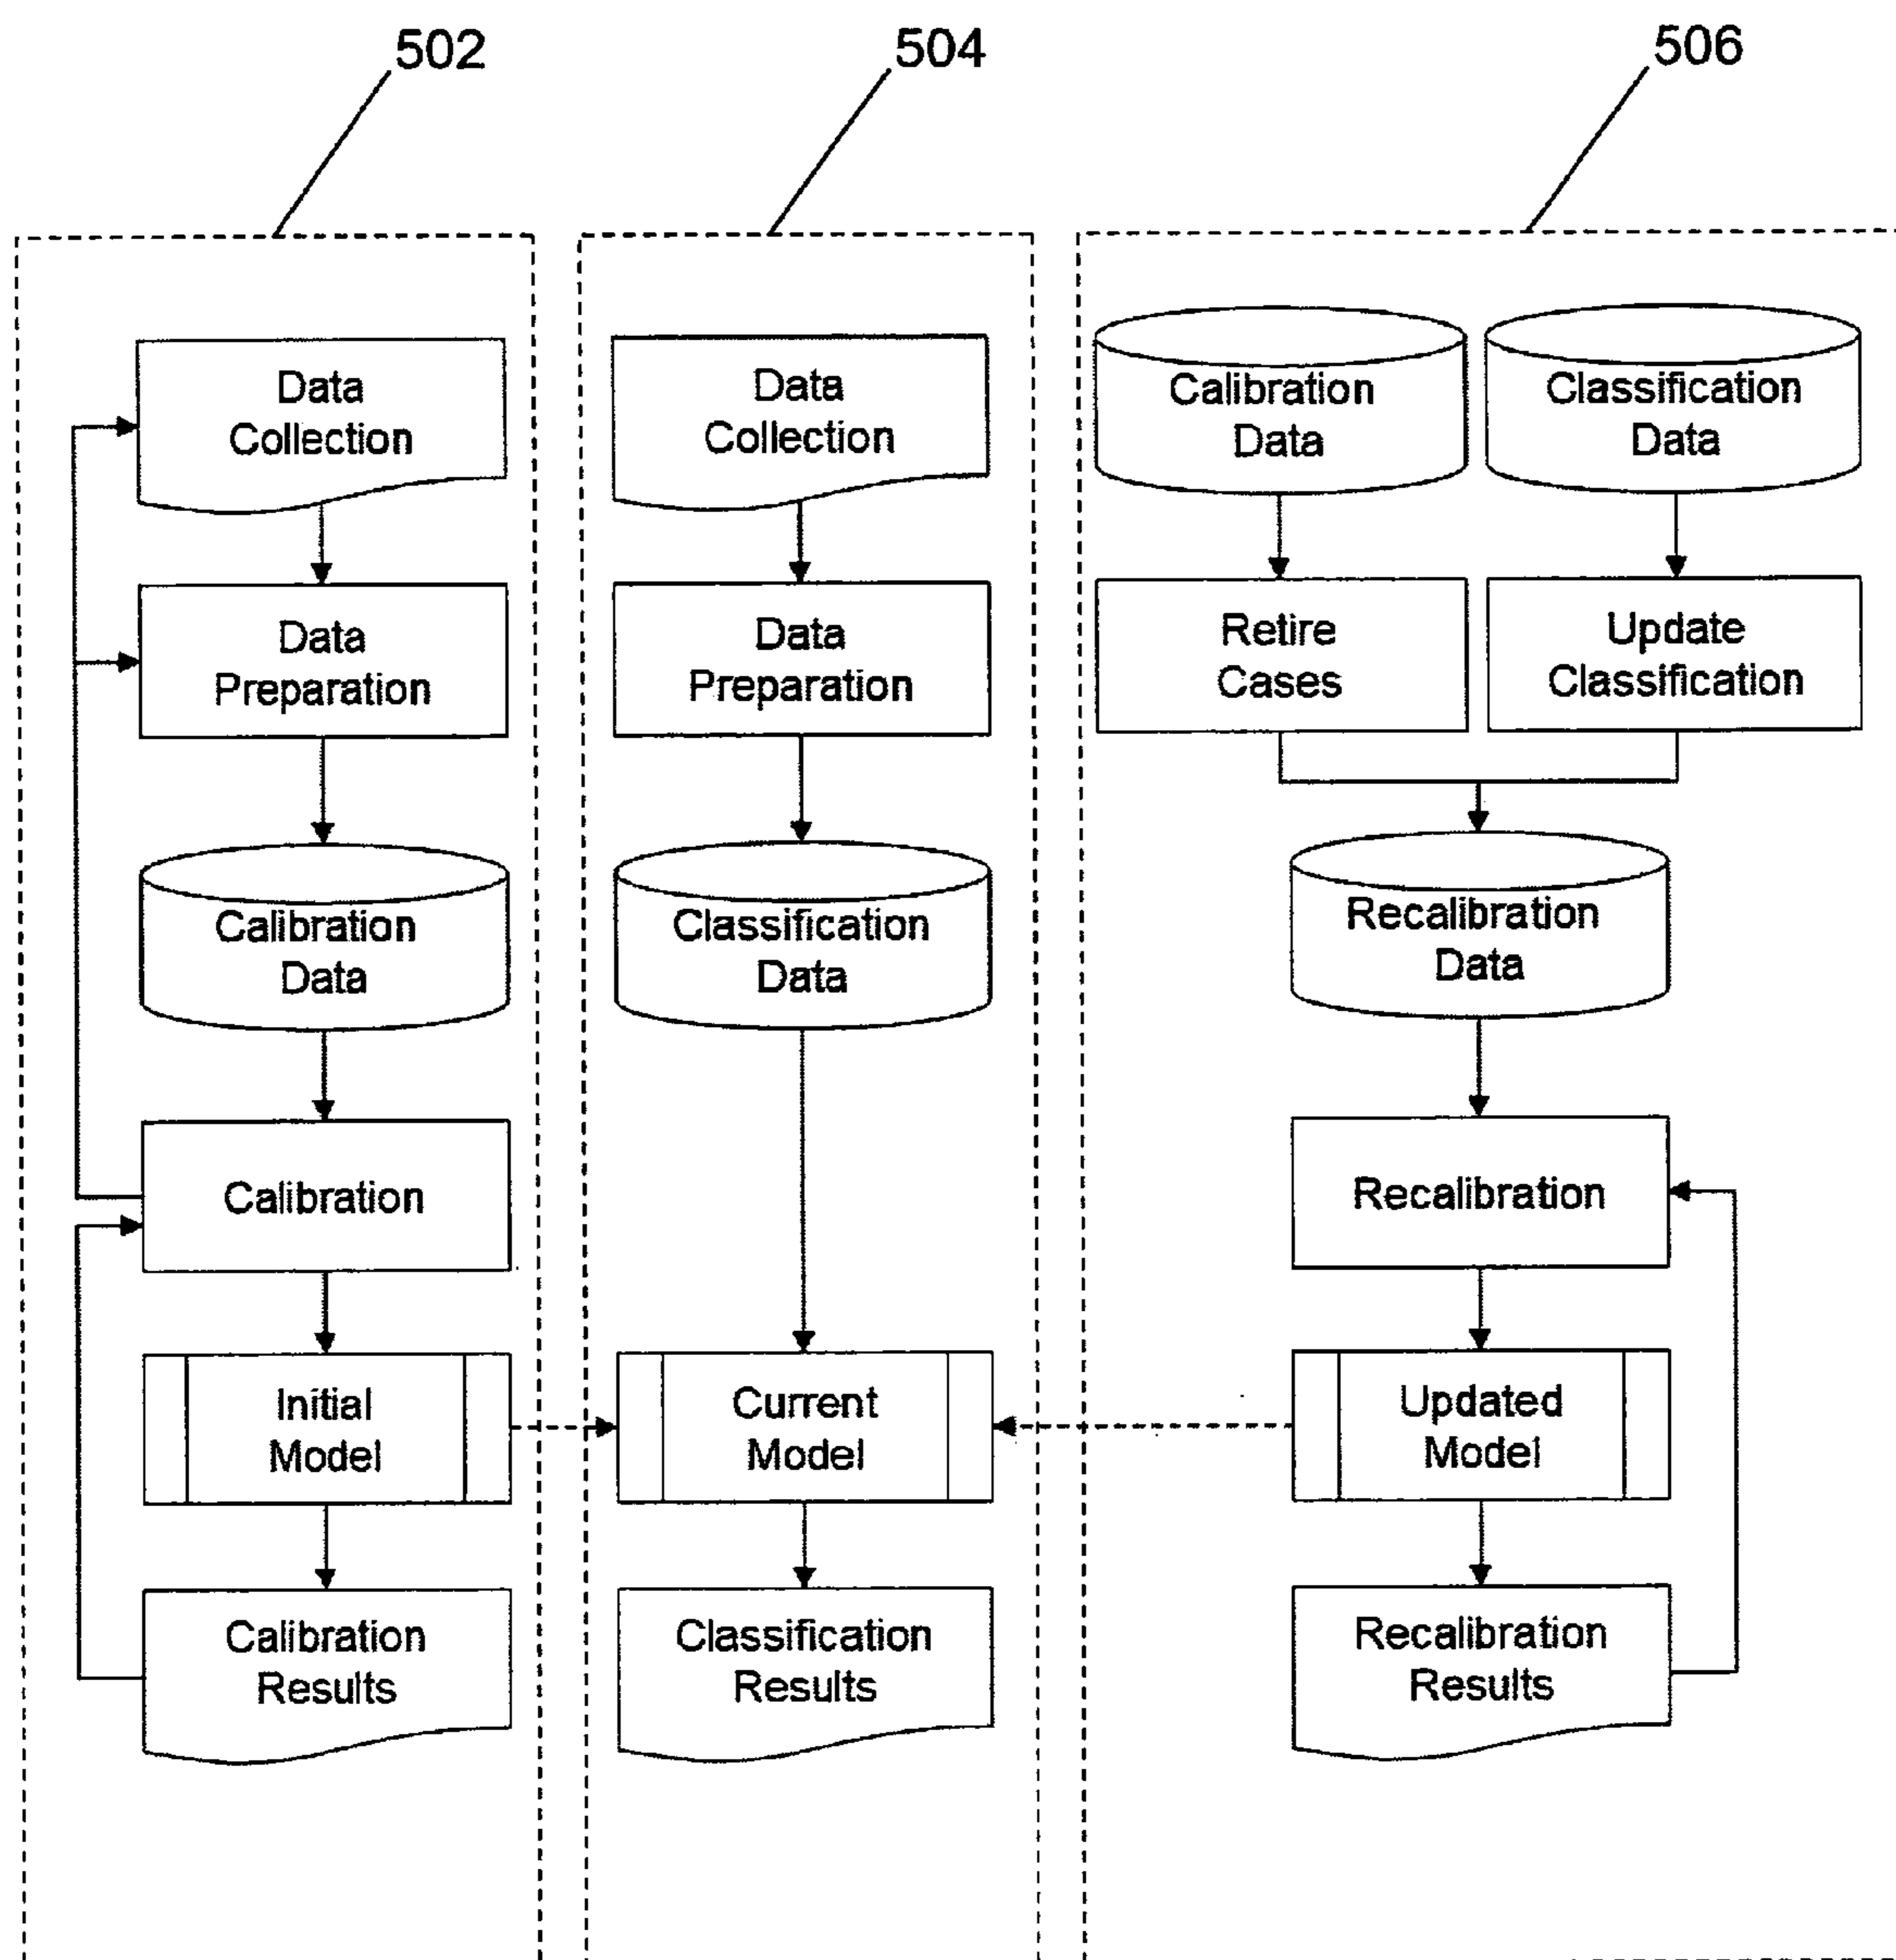 502
504
506
Data
Collection
Data
Preparation
Calibration
Data
Calibration
Initial
Model
Calibration
Results
Data
Collection
Data
Preparation
Classification
Data
Current
Model
Classification
Results
Calibration
Data
Classification
Data
Retire
Cases
Update
Classification
Recalibration
Data
Recalibration
Updated
Model
Recalibration
Results